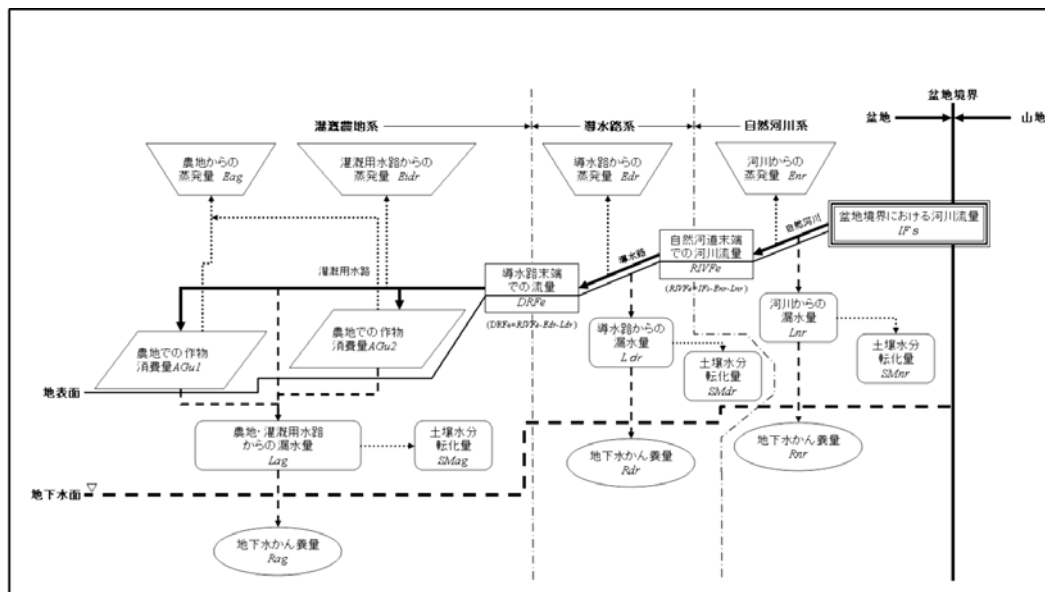 盆地境界
盆地
山地
灌漑農地系
導水路系
自然河川系
農地からの
蒸発量 Eag
灌漑用水路からの
蒸発量 Eidr
導水路からの
蒸発量 Edr
河川からの
蒸発量 Enr
盆地境界における河川流量
IFs
自然河川
自然河道末端
での河川流量
RIVFe
(RIVFe=IFs-Enr-Lnr)
導水路
導水路末端
での流量
DRFe
(DRFe=RIVFe-Edr-Ldr)
灌漑用水路
農地での作物
消費量AGu1
農地での作物
消費量AGu2
河川からの
漏水量
Lnr
土壌水分
転化量
SMnr
導水路からの
漏水量
Ldr
土壌水分
転化量
SMdr
地表面
農地・灌漑用水路
からの漏水量
Lag
土壌水分
転化量
SMag
地下水かん養量
Rdr
地下水かん養量
Rnr
地下水面
地下水かん養量
Rag